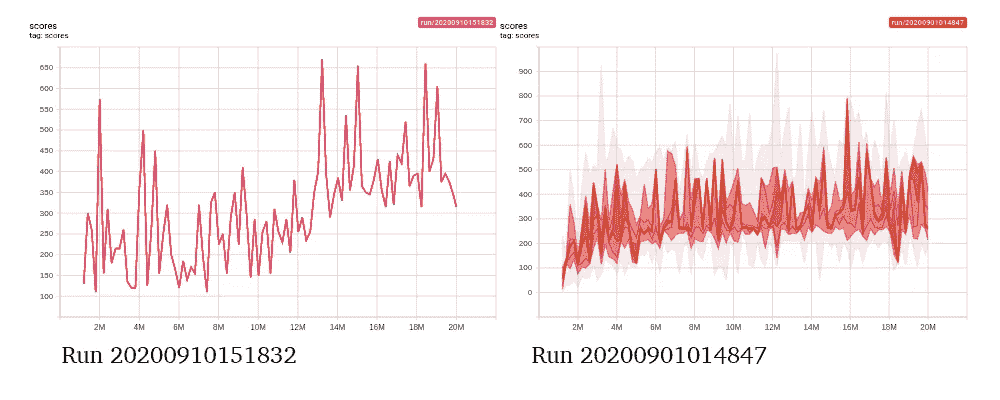 scores
tag: scores
run/20200910151832
650
600
550
500
450
400
350
300
250
200
150
100
2M 4M 6M 8M 10M 12M 14M 16M 18M 20M
Run 20200910151832
scores
tag: scores
run/20200901014847
900
800
700
600
500
400
300
200
100
0
2M 4M 6M 8M 10M 12M 14M 16M 18M 20M
Run 20200901014847